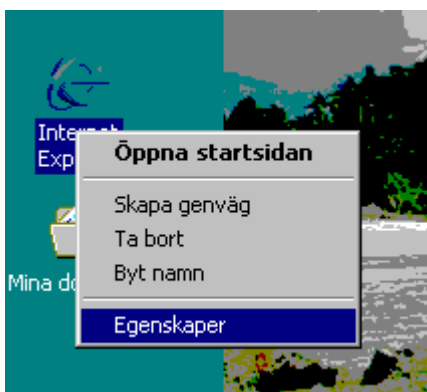 Internet
Exp
Öppna startsidan
Skapa genväg
Ta bort
Byt namn
Mina do
Egenskaper